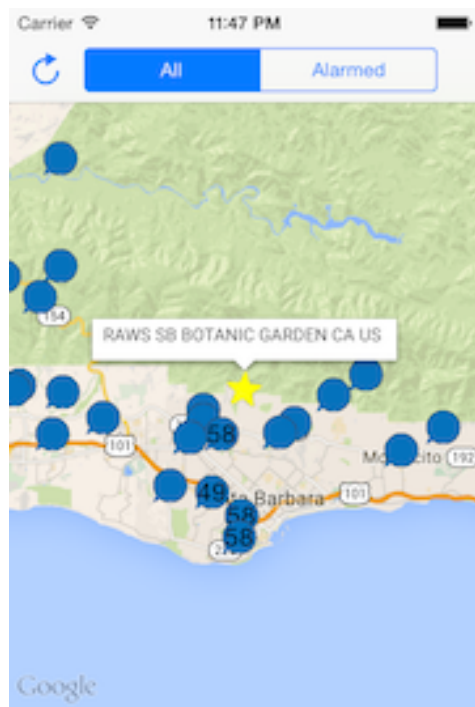 Carrier 11:47 PM
All Alarmed
154
RAWS SB BOTANIC GARDEN CA US
58
101
192
49 Barbara 101
58
58
Google